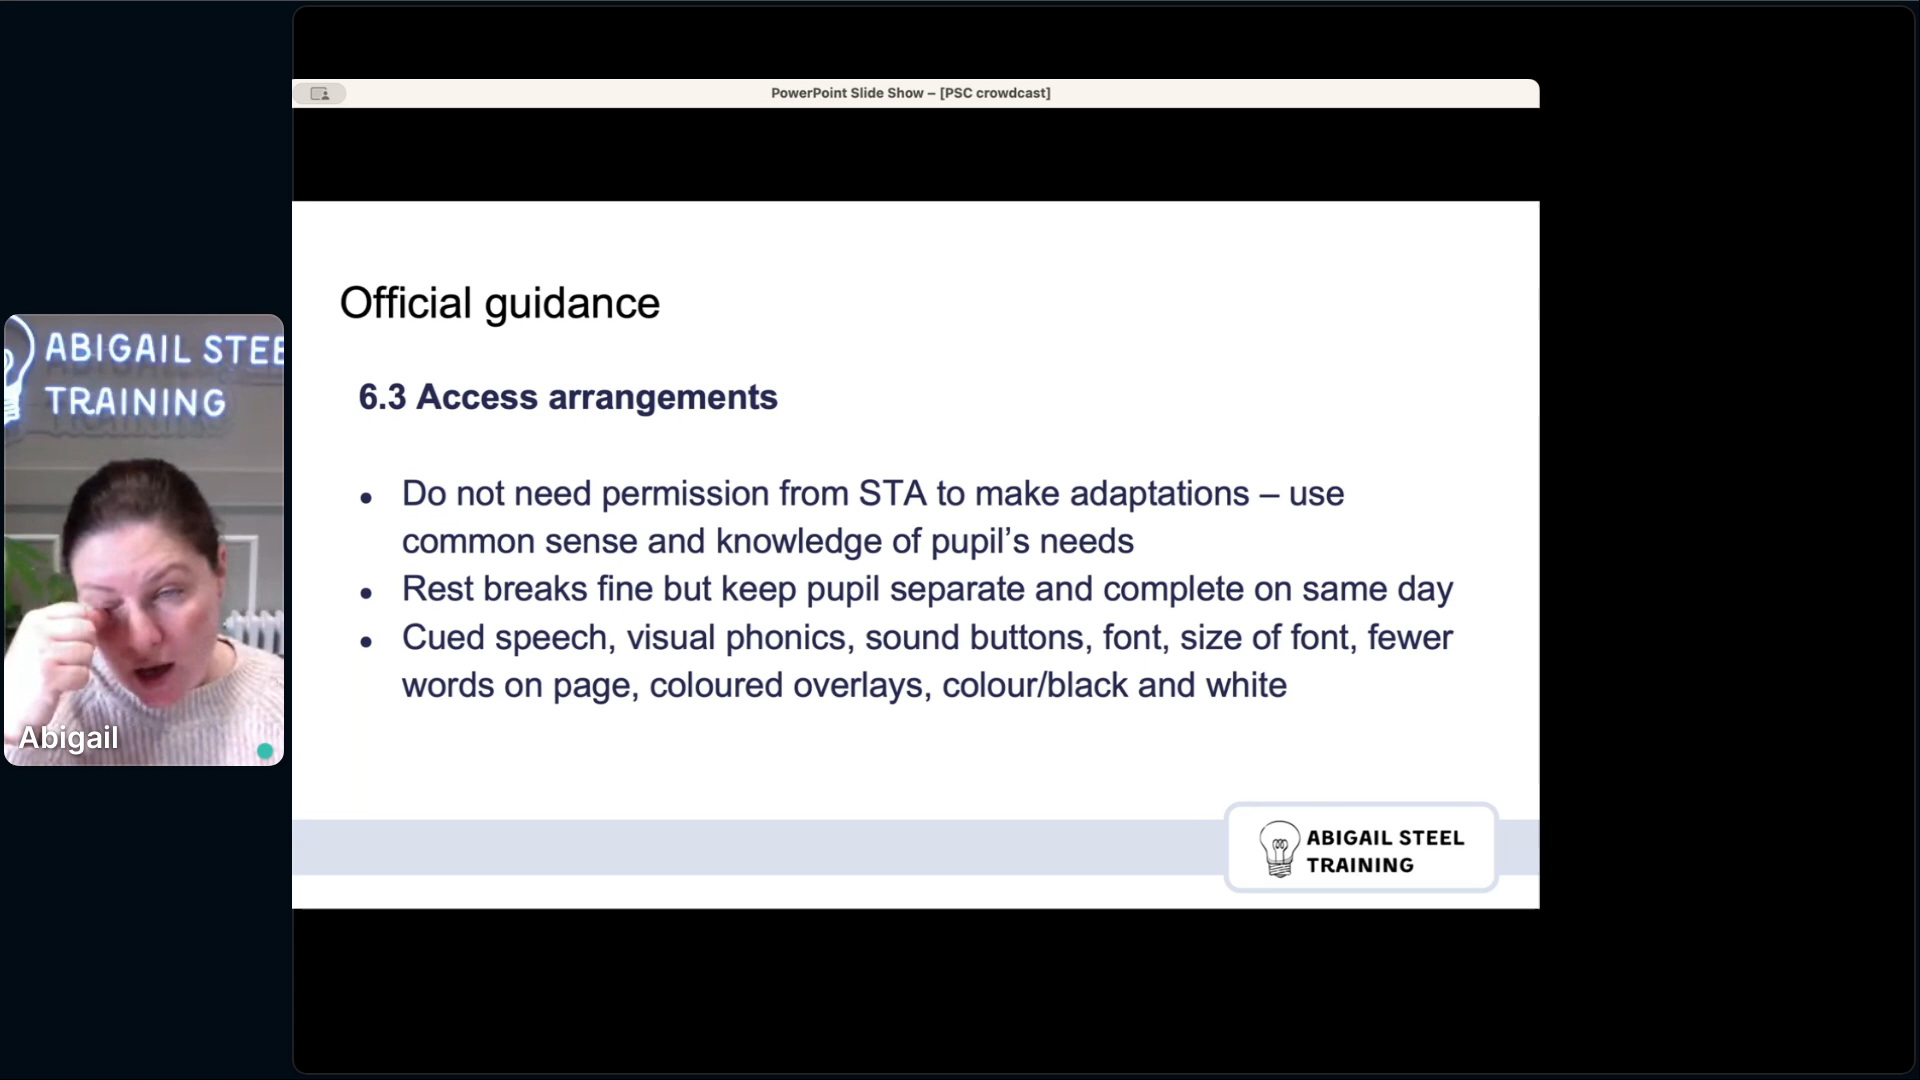 PowerPoint Slide Show – [PSC crowdcast]
Official guidance
6.3 Access arrangements
• Do not need permission from STA to make adaptations – use
common sense and knowledge of pupil’s needs
• Rest breaks fine but keep pupil separate and complete on same day
• Cued speech, visual phonics, sound buttons, font, size of font, fewer
words on page, coloured overlays, colour/black and white
ABIGAIL STEEL
TRAINING
ABIGAIL STEE
TRAINING
Abigail